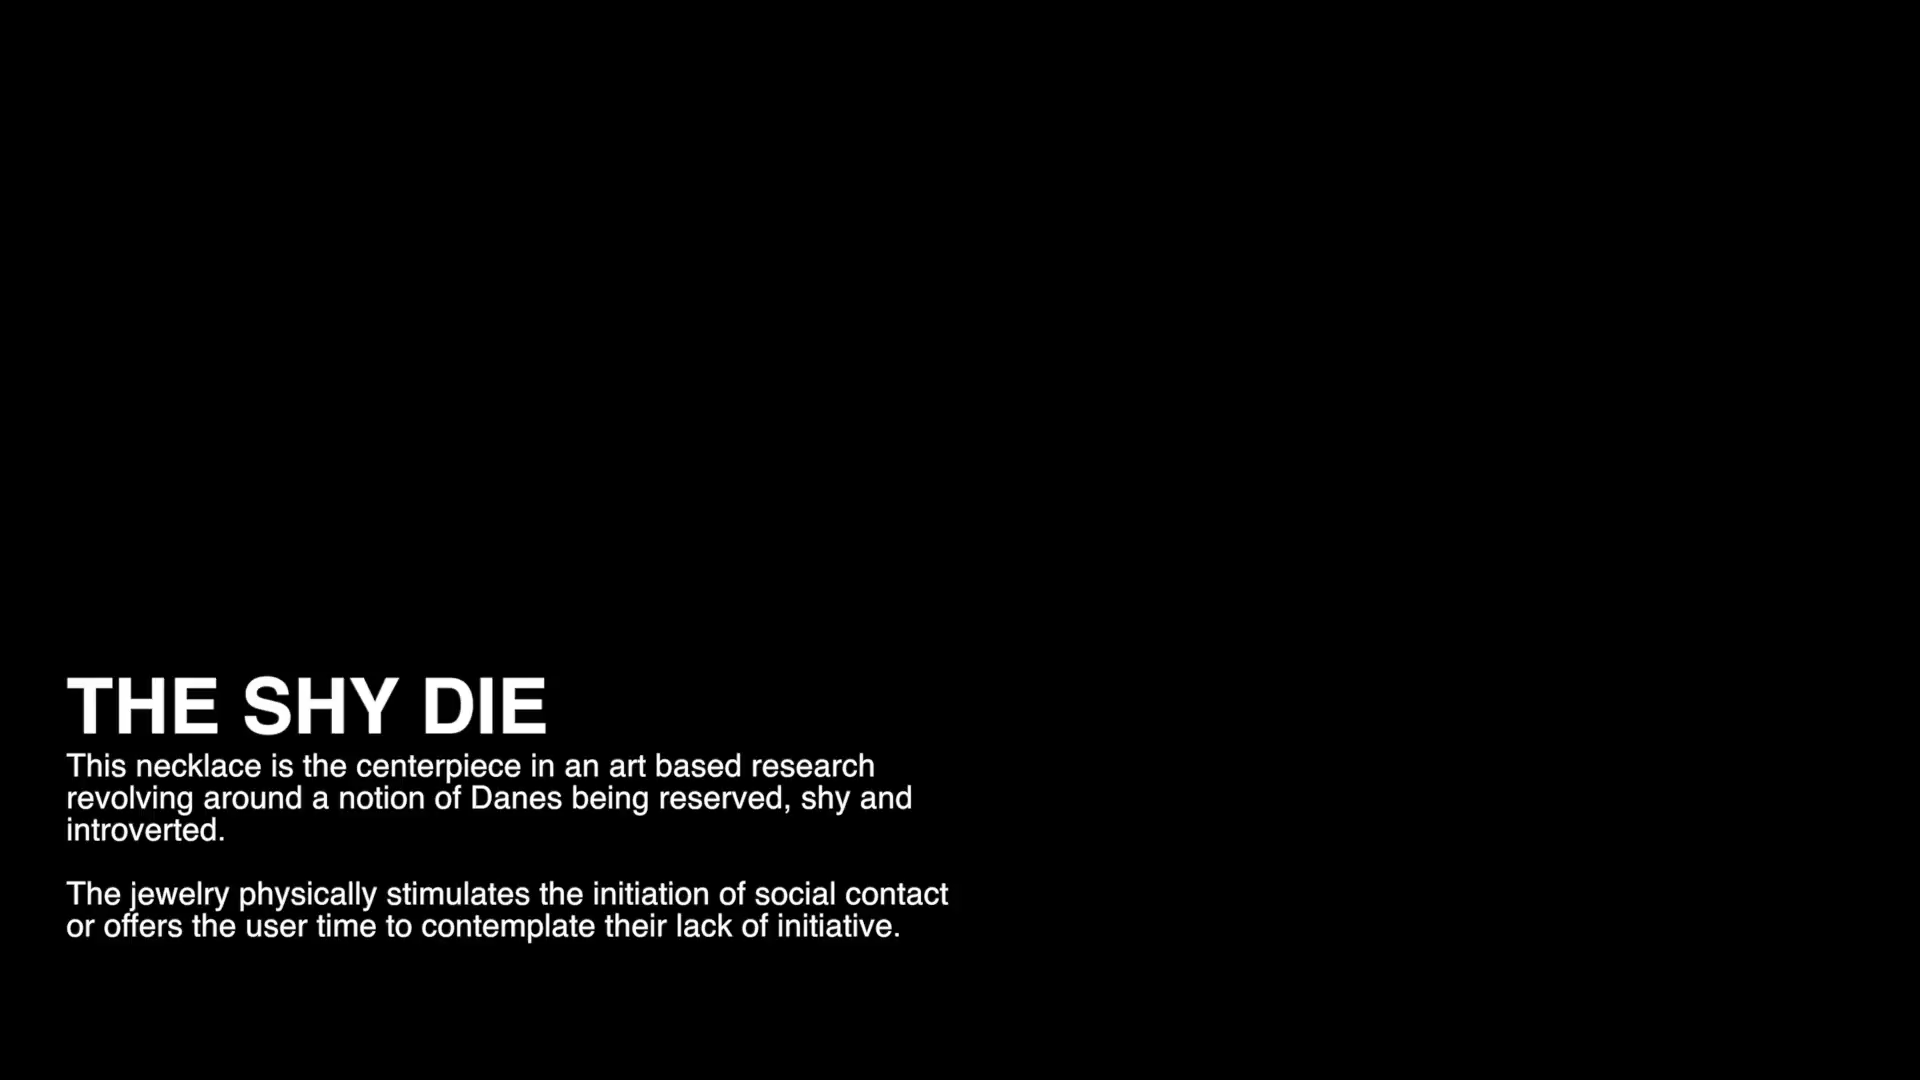 THE SHY DIE
This necklace is the centerpiece in an art based research
revolving around a notion of Danes being reserved, shy and
introverted.
The jewelry physically stimulates the initiation of social contact
or offers the user time to contemplate their lack of initiative.